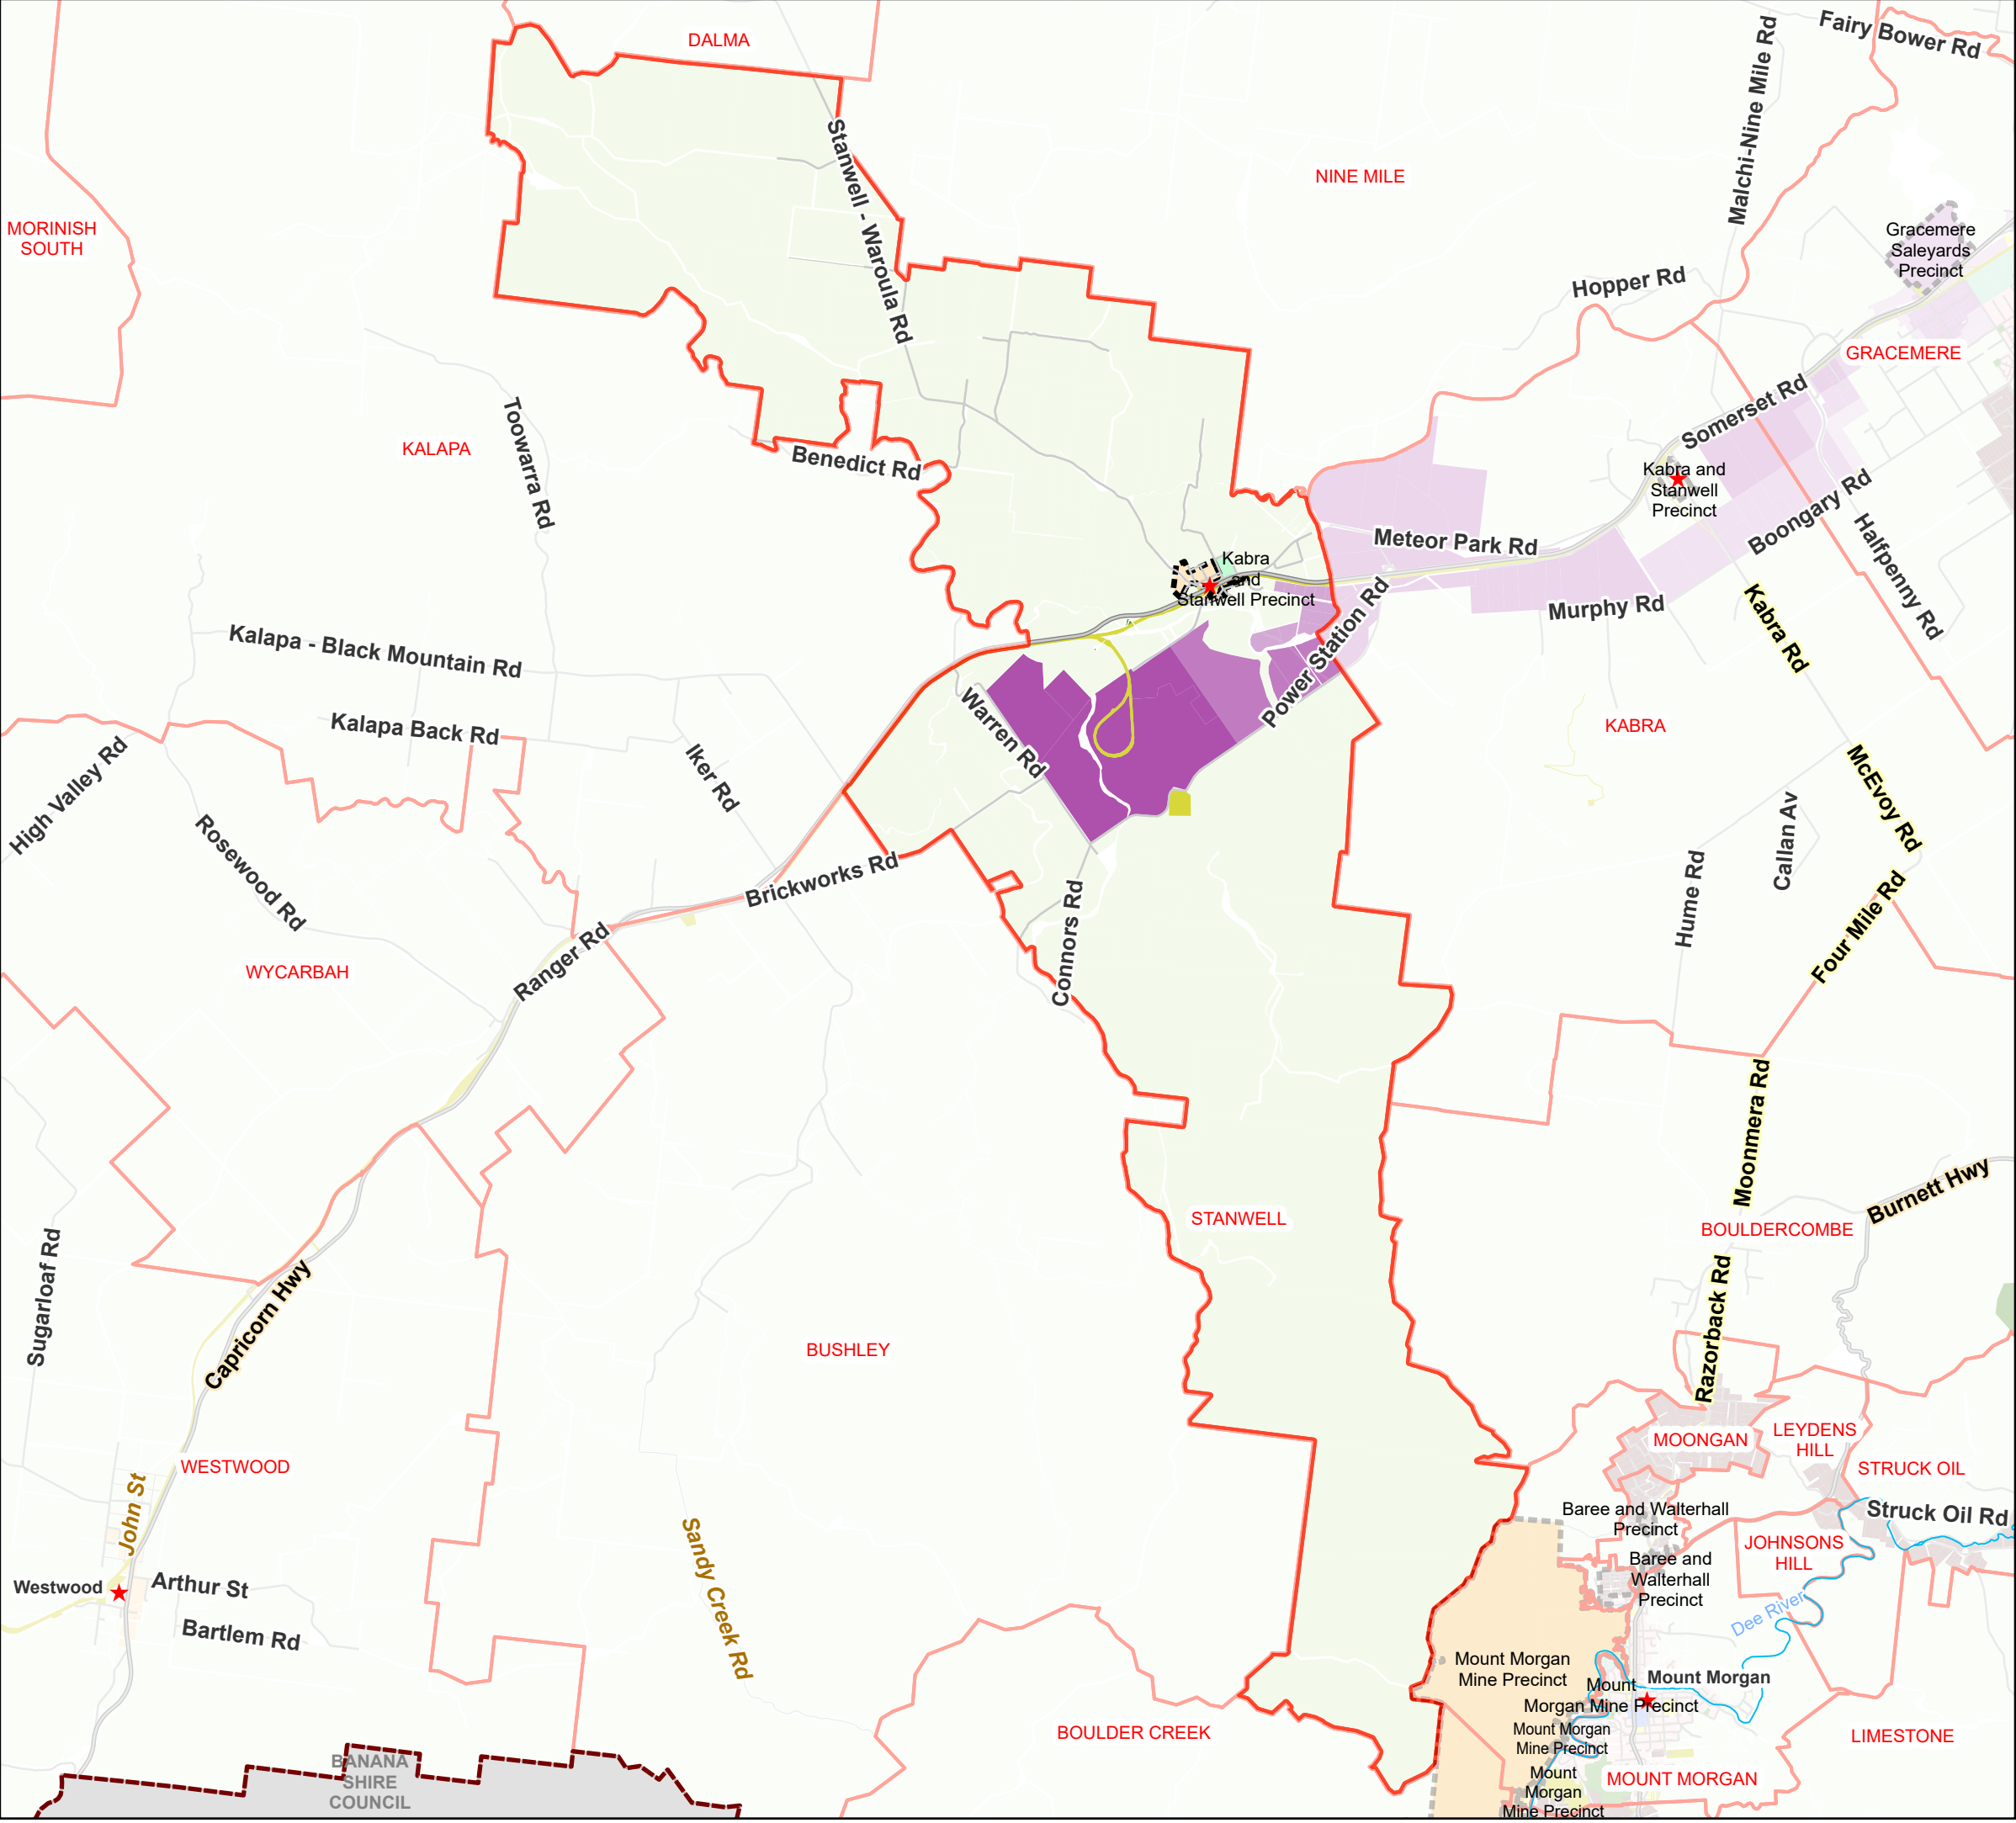 DALMA
Fairy Bower Rd
Malchi-Nine Mile Rd
Stanwell - Waroula Rd
NINE MILE
MORINISH
SOUTH
Gracemere
Saleyards
Precinct
Hopper Rd
GRACEMERE
Somerset Rd
Toowarra Rd
KALAPA
Benedict Rd
Kabra and
Stanwell
Precinct
Boongary Rd
Meteor Park Rd
Halfpenny Rd
Kabra
and
Stanwell Precinct
Murphy Rd
Power Station Rd
Kabra Rd
Kalapa - Black Mountain Rd
Warren Rd
Kalapa Back Rd
KABRA
High Valley Rd
Iker Rd
McEvoy Rd
Callan Av
Rosewood Rd
Brickworks Rd
Hume Rd
Four Mile Rd
Connors Rd
Ranger Rd
WYCARBAH
Moonmera Rd
Burnett Hwy
STANWELL
BOULDERCOMBE
Sugarloaf Rd
Capricorn Hwy
Razorback Rd
BUSHLEY
MOONGAN
LEYDENS
HILL
WESTWOOD
STRUCK OIL
John St
Baree and Walterhall
Precinct
Struck Oil Rd
Sandy Creek Rd
JOHNSONS
HILL
Baree and
Walterhall
Precinct
Westwood
Arthur St
Dee River
Bartlem Rd
Mount Morgan
Mine Precinct
Mount Morgan
Mount
Morgan Mine Precinct
BOULDER CREEK
Mount Morgan
Mine Precinct
LIMESTONE
BANANA
SHIRE
COUNCIL
Mount
Morgan
Mine Precinct
MOUNT MORGAN